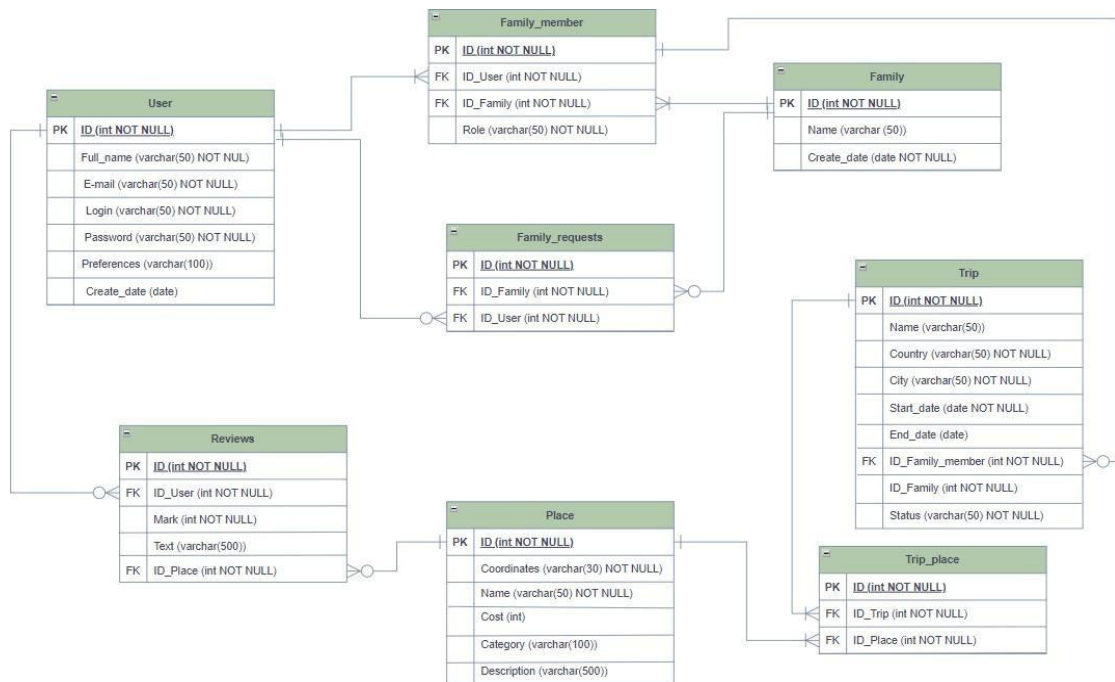 Family_member
PK ID (int NOT NULL)
FK ID_User (int NOT NULL)
FK ID_Family (int NOT NULL)
Role (varchar(50) NOT NULL
Family
PK ID (int NOT NULL)
Name (varchar (50))
Create_date (date NOT NULL)
User
PK ID (int NOT NULL)
Full_name (varchar(50) NOT NUL)
E-mail (varchar(50) NOT NULL)
Login (varchar(50) NOT NULL)
Password (varchar(50) NOT NULL)
Preferences (varchar(100))
Create_date (date)
Family_requests
PK ID (int NOT NULL)
FK ID_Family (int NOT NULL)
FK ID_User (int NOT NULL)
Trip
PK ID (int NOT NULL)
Name (varchar(50))
Country (varchar(50) NOT NULL)
City (varchar(50) NOT NULL)
Start_date (date NOT NULL)
End_date (date)
FK ID_Family_member (int NOT NULL)
ID_Family (int NOT NULL)
Status (varchar(50) NOT NULL
Reviews
PK ID (int NOT NULL)
FK ID_User (int NOT NULL)
Mark (int NOT NULL)
Text (varchar(500))
FK ID_Place (int NOT NULL)
Place
PK ID (int NOT NULL)
Coordinates (varchar(30) NOT NULL)
Name (varchar(50) NOT NULL)
Cost (int)
Category (varchar(100))
Description (varchar(500))
Trip_place
PK ID (int NOT NULL)
FK ID_Trip (int NOT NULL)
FK ID_Place (int NOT NULL)